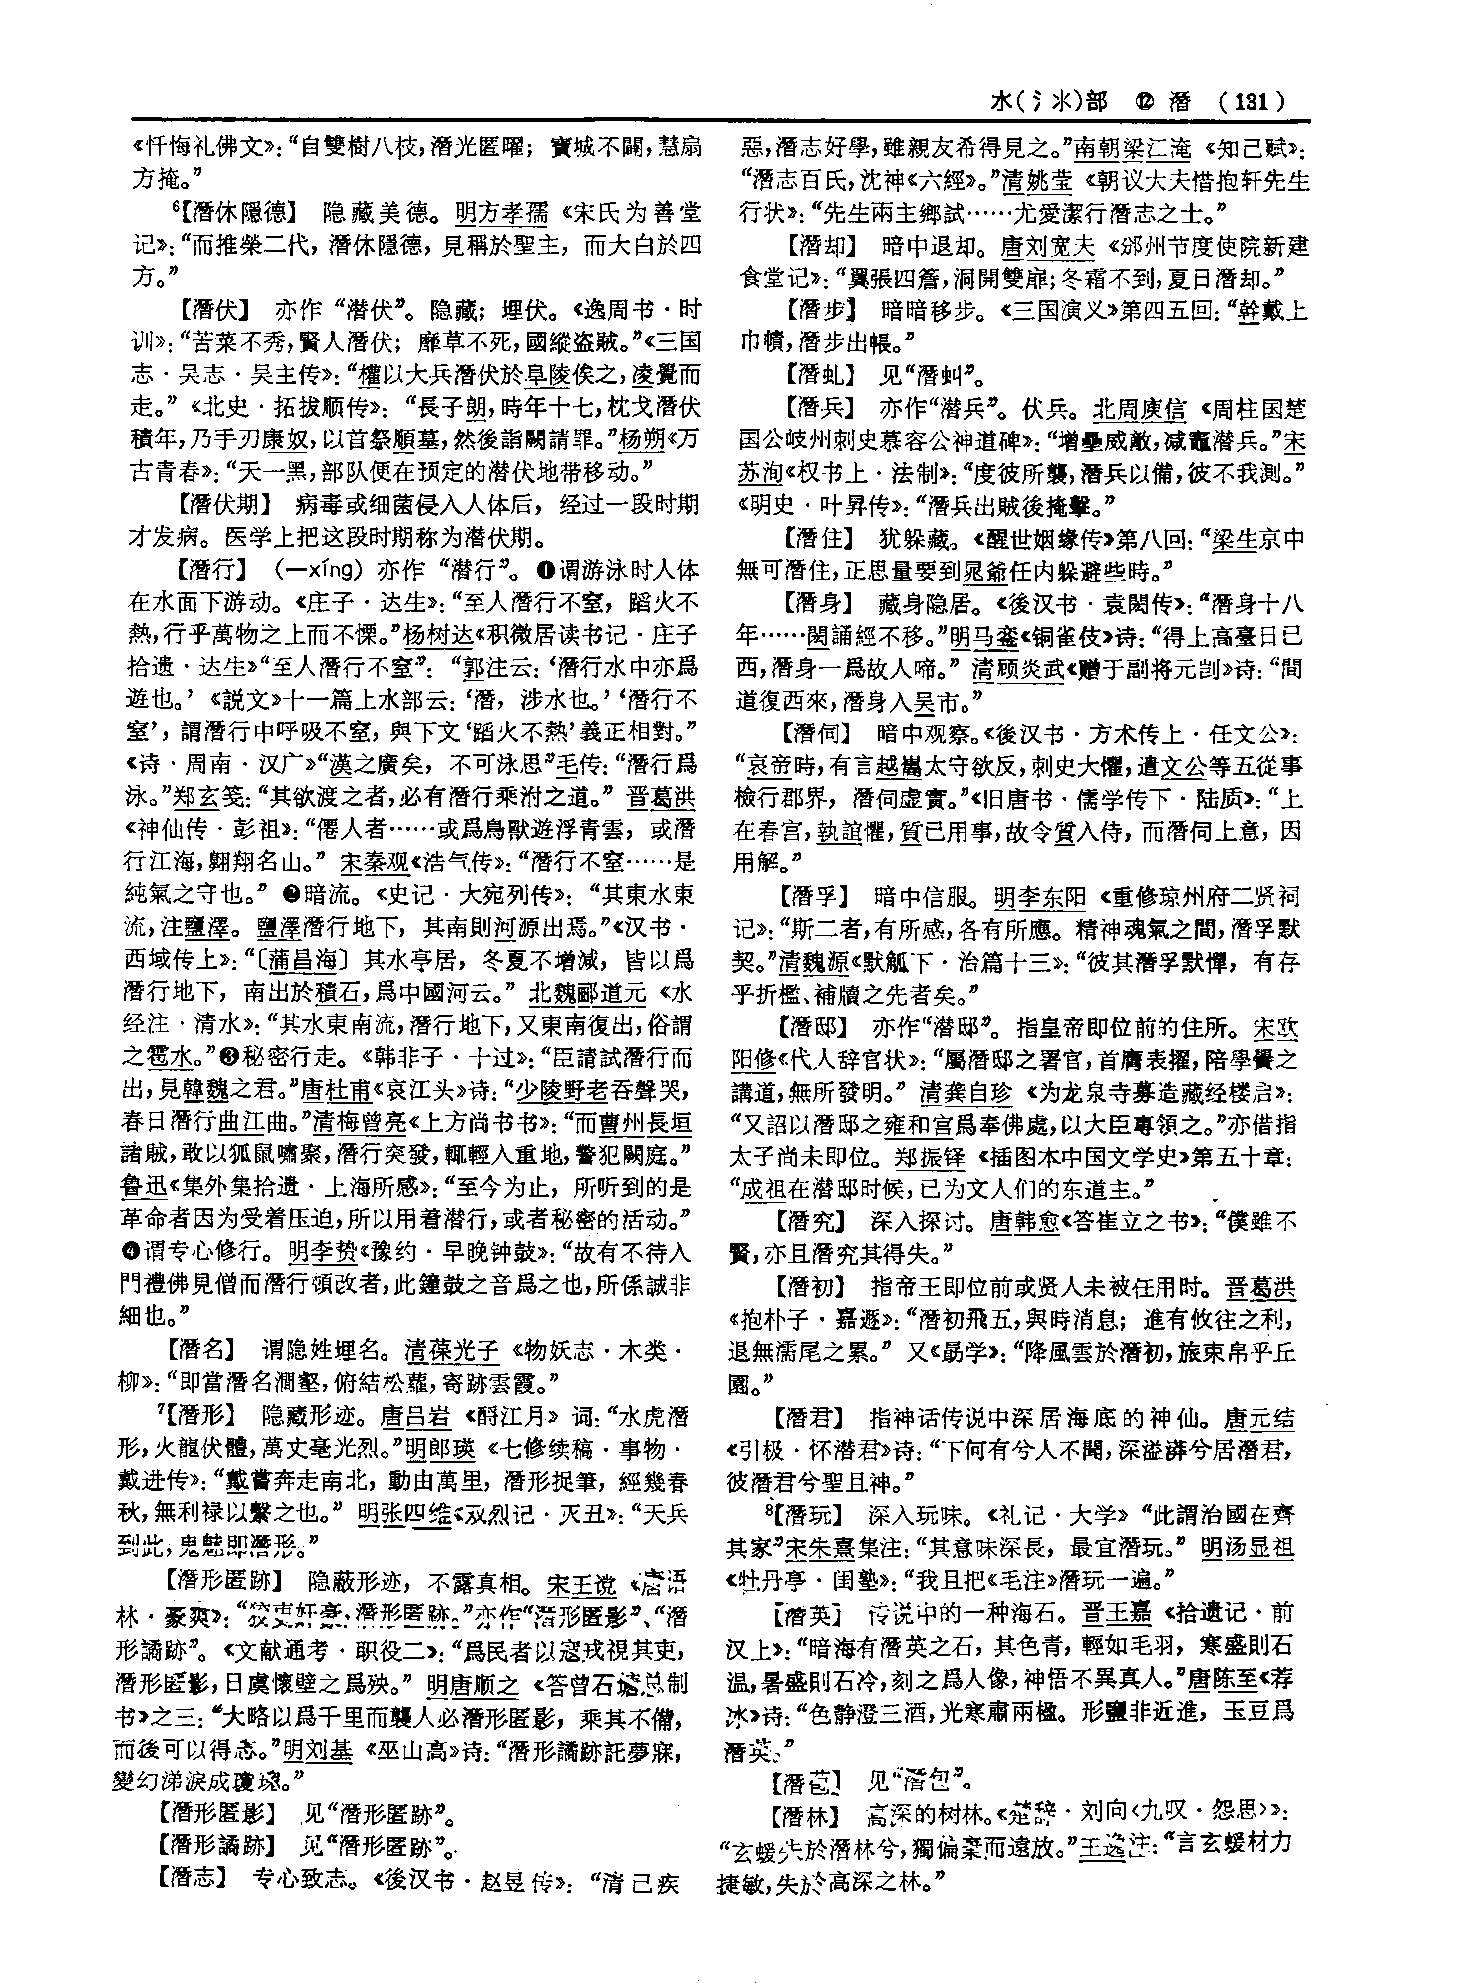 水(氵氺)部 ⑫ 潛 (131)
《忏悔礼佛文》：“自雙樹八枝，潛光匿曜；寶城不關，慧扇
方掩。”
⁶【潛休隱德】 隐藏美德。明方孝孺《宋氏为善堂
记》：“而推榮二代，潛休隱德，見稱於聖主，而大白於四
方。”
【潛伏】 亦作“潜伏”。隐藏；埋伏。《逸周书·时
训》：“苦菜不秀，賢人潛伏；靡草不死，國縱盗賊。”《三国
志·吴志·吴主传》：“權以大兵潛伏於阜陵俟之，凌覺而
走。”《北史·拓拔顺传》：“長子朗，時年十七，枕戈潛伏
積年，乃手刃康奴，以首祭順墓，然後詣闕請罪。”杨朔《万
古青春》：“天一黑，部队便在预定的潜伏地带移动。”
【潛伏期】 病毒或细菌侵入人体后，经过一段时期
才发病。医学上把这段时期称为潛伏期。
【潛行】（—xíng）亦作“潜行”。❶谓游泳时人体
在水面下游动。《庄子·达生》：“至人潛行不窒，蹈火不
熱，行乎萬物之上而不慄。”杨树达《积微居读书记·庄子
拾遗·达生》“至人潛行不窒”：“郭注云：‘潛行水中亦爲
遊也。’《説文》十一篇上水部云：‘潛，涉水也。’‘潛行不
窒’，謂潛行中呼吸不窒，與下文‘蹈火不熱’義正相對。”
《诗·周南·汉广》“漢之廣矣，不可泳思”毛传：“潛行爲
泳。”郑玄笺：“其欲渡之者，必有潛行乘泭之道。”晋葛洪
《神仙传·彭祖》：“僊人者……或爲鳥獸遊浮青雲，或潛
行江海，翺翔名山。”宋秦观《浩气传》：“潛行不窒……是
純氣之守也。”❷暗流。《史记·大宛列传》：“其東水東
流，注鹽澤。鹽澤潛行地下，其南則河源出焉。”《汉书·
西域传上》：“〔蒲昌海〕其水亭居，冬夏不增减，皆以爲
潛行地下，南出於積石，爲中國河云。”北魏郦道元《水
经注·清水》：“其水東南流，潛行地下，又東南復出，俗謂
之雹水。”❸秘密行走。《韩非子·十过》：“臣請試潛行而
出，見韓魏之君。”唐杜甫《哀江头》诗：“少陵野老吞聲哭，
春日潛行曲江曲。”清梅曾亮《上方尚书书》：“而曹州長垣
諸賊，敢以狐鼠嘯聚，潛行突發，輒輕入重地，警犯闕庭。”
鲁迅《集外集拾遗·上海所感》：“至今为止，所听到的是
革命者因为受着压迫，所以用着潜行，或者秘密的活动。”
❹谓专心修行。明李贽《豫约·早晚钟鼓》：“故有不待入
門禮佛見僧而潛行頓改者，此鐘鼓之音爲之也，所係誠非
細也。”
【潛名】 谓隐姓埋名。清葆光子《物妖志·木类·
柳》：“即當潛名澗壑，俯結松蘿，寄跡雲霞。”
⁷【潛形】 隐藏形迹。唐吕岩《酹江月》词：“水虎潛
形，火龍伏體，萬丈毫光烈。”明郎瑛《七修续稿·事物·
戴进传》：“戴嘗奔走南北，動由萬里，潛形捉筆，經幾春
秋，無利禄以繫之也。”明张四维《双烈记·灭丑》：“天兵
到此，鬼魅即潛形。”
【潛形匿跡】 隐蔽形迹，不露真相。宋王谠《唐语
林·豪爽》：“狡吏奸豪，潛形匿跡。”亦作“潛形匿影”、“潛
形譎跡”。《文献通考·职役二》：“爲民者以寇戎視其吏，
潛形匿影，日虞懷璧之爲殃。”明唐顺之《答曾石塘总制
书》之三：“大略以爲千里而襲人必潛形匿影，乘其不備，
而後可以得志。”明刘基《巫山高》诗：“潛形譎跡託夢寐，
變幻涕淚成瓊瑰。”
【潛形匿影】 见“潛形匿跡”。
【潛形譎跡】 见“潛形匿跡”。
【潛志】 专心致志。《後汉书·赵昱传》：“清己疾
惡，潛志好學，雖親友希得見之。”南朝梁江淹《知己赋》：
“潛志百氏，沈神《六經》。”清姚莹《朝议大夫惜抱轩先生
行状》：“先生兩主鄉試……尤愛潔行潛志之士。”
【潛却】 暗中退却。唐刘宽夫《邠州节度使院新建
食堂记》：“翼張四簷，洞開雙扉；冬霜不到，夏日潛却。”
【潛步】 暗暗移步。《三国演义》第四五回：“幹戴上
巾幘，潛步出帳。”
【潛虬】 见“潛虯”。
【潛兵】 亦作“潜兵”。伏兵。北周庾信《周柱国楚
国公岐州刺史慕容公神道碑》：“增壘威敵，减竈潛兵。”宋
苏洵《权书上·法制》：“度彼所襲，潛兵以備，彼不我測。”
《明史·叶昇传》：“潛兵出賊後掩擊。”
【潛住】 犹躲藏。《醒世姻缘传》第八回：“梁生京中
無可潛住，正思量要到晁爺任内躲避些時。”
【潛身】 藏身隐居。《後汉书·袁闳传》：“潛身十八
年……閎誦經不移。”明马銮《铜雀伎》诗：“得上高臺日已
西，潛身一爲故人啼。”清顾炎武《赠于副将元剀》诗：“間
道復西來，潛身入吴市。”
【潛伺】 暗中观察。《後汉书·方术传上·任文公》：
“哀帝時，有言越巂太守欲反，刺史大懼，遣文公等五從事
檢行郡界，潛伺虚實。”《旧唐书·儒学传下·陆质》：“上
在春宫，執誼懼，質已用事，故令質入侍，而潛伺上意，因
用解。”
【潛孚】 暗中信服。明李东阳《重修琼州府二贤祠
记》：“斯二者，有所感，各有所應。精神魂氣之間，潛孚默
契。”清魏源《默觚下·治篇十三》：“彼其潛孚默憚，有存
乎折檻、補牘之先者矣。”
【潛邸】 亦作“潜邸”。指皇帝即位前的住所。宋欧
阳修《代人辞官状》：“屬潛邸之署官，首膺表擢，陪學黌之
講道，無所發明。”清龚自珍《为龙泉寺募造藏经楼启》：
“又詔以潛邸之雍和宫爲奉佛處，以大臣專領之。”亦借指
太子尚未即位。郑振铎《插图本中国文学史》第五十章：
“成祖在潜邸时候，已为文人们的东道主。”
【潛究】 深入探讨。唐韩愈《答崔立之书》：“僕雖不
賢，亦且潛究其得失。”
【潛初】 指帝王即位前或贤人未被任用时。晋葛洪
《抱朴子·嘉遯》：“潛初飛五，與時消息；進有攸往之利，
退無濡尾之累。”又《勗学》：“降風雲於潛初，旅束帛乎丘
園。”
【潛君】 指神话传说中深居海底的神仙。唐元结
《引极·怀潜君》诗：“下何有兮人不聞，深溢漭兮居潛君，
彼潛君兮聖且神。”
⁸【潛玩】 深入玩味。《礼记·大学》“此謂治國在齊
其家”宋朱熹集注：“其意味深長，最宜潛玩。”明汤显祖
《牡丹亭·闺塾》：“我且把《毛注》潛玩一遍。”
【潛英】 传说中的一种海石。晋王嘉《拾遗记·前
汉上》：“暗海有潛英之石，其色青，輕如毛羽，寒盛則石
温，暑盛則石冷，刻之爲人像，神悟不異真人。”唐陈至《荐
冰》诗：“色静澄三酒，光寒肅兩楹。形鹽非近進，玉豆爲
潛英。”
【潛苞】 见“潛包”。
【潛林】 高深的树林。《楚辞·刘向〈九叹·怨思〉》：
“玄蝯失於潛林兮，獨偏棄而遠放。”王逸注：“言玄蝯材力
捷敏，失於高深之林。”